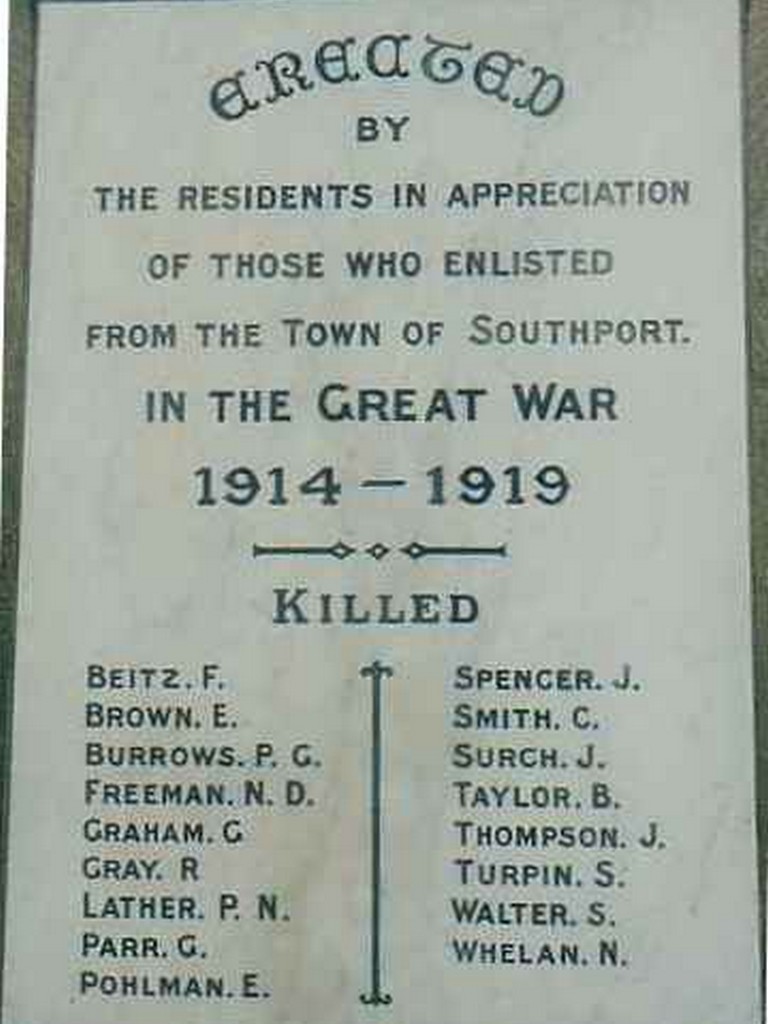 ERECTED
BY
THE RESIDENTS IN APPRECIATION
OF THOSE WHO ENLISTED
FROM THE TOWN OF SOUTHPORT.
IN THE GREAT WAR
1914 – 1919
KILLED
BEITZ. F.
BROWN. E.
BURROWS. P. G.
FREEMAN. N. D.
GRAHAM. G
GRAY. R
LATHER. P. N.
PARR. G.
POHLMAN. E.
SPENCER. J.
SMITH. C.
SURCH. J.
TAYLOR. B.
THOMPSON. J.
TURPIN. S.
WALTER. S.
WHELAN. N.